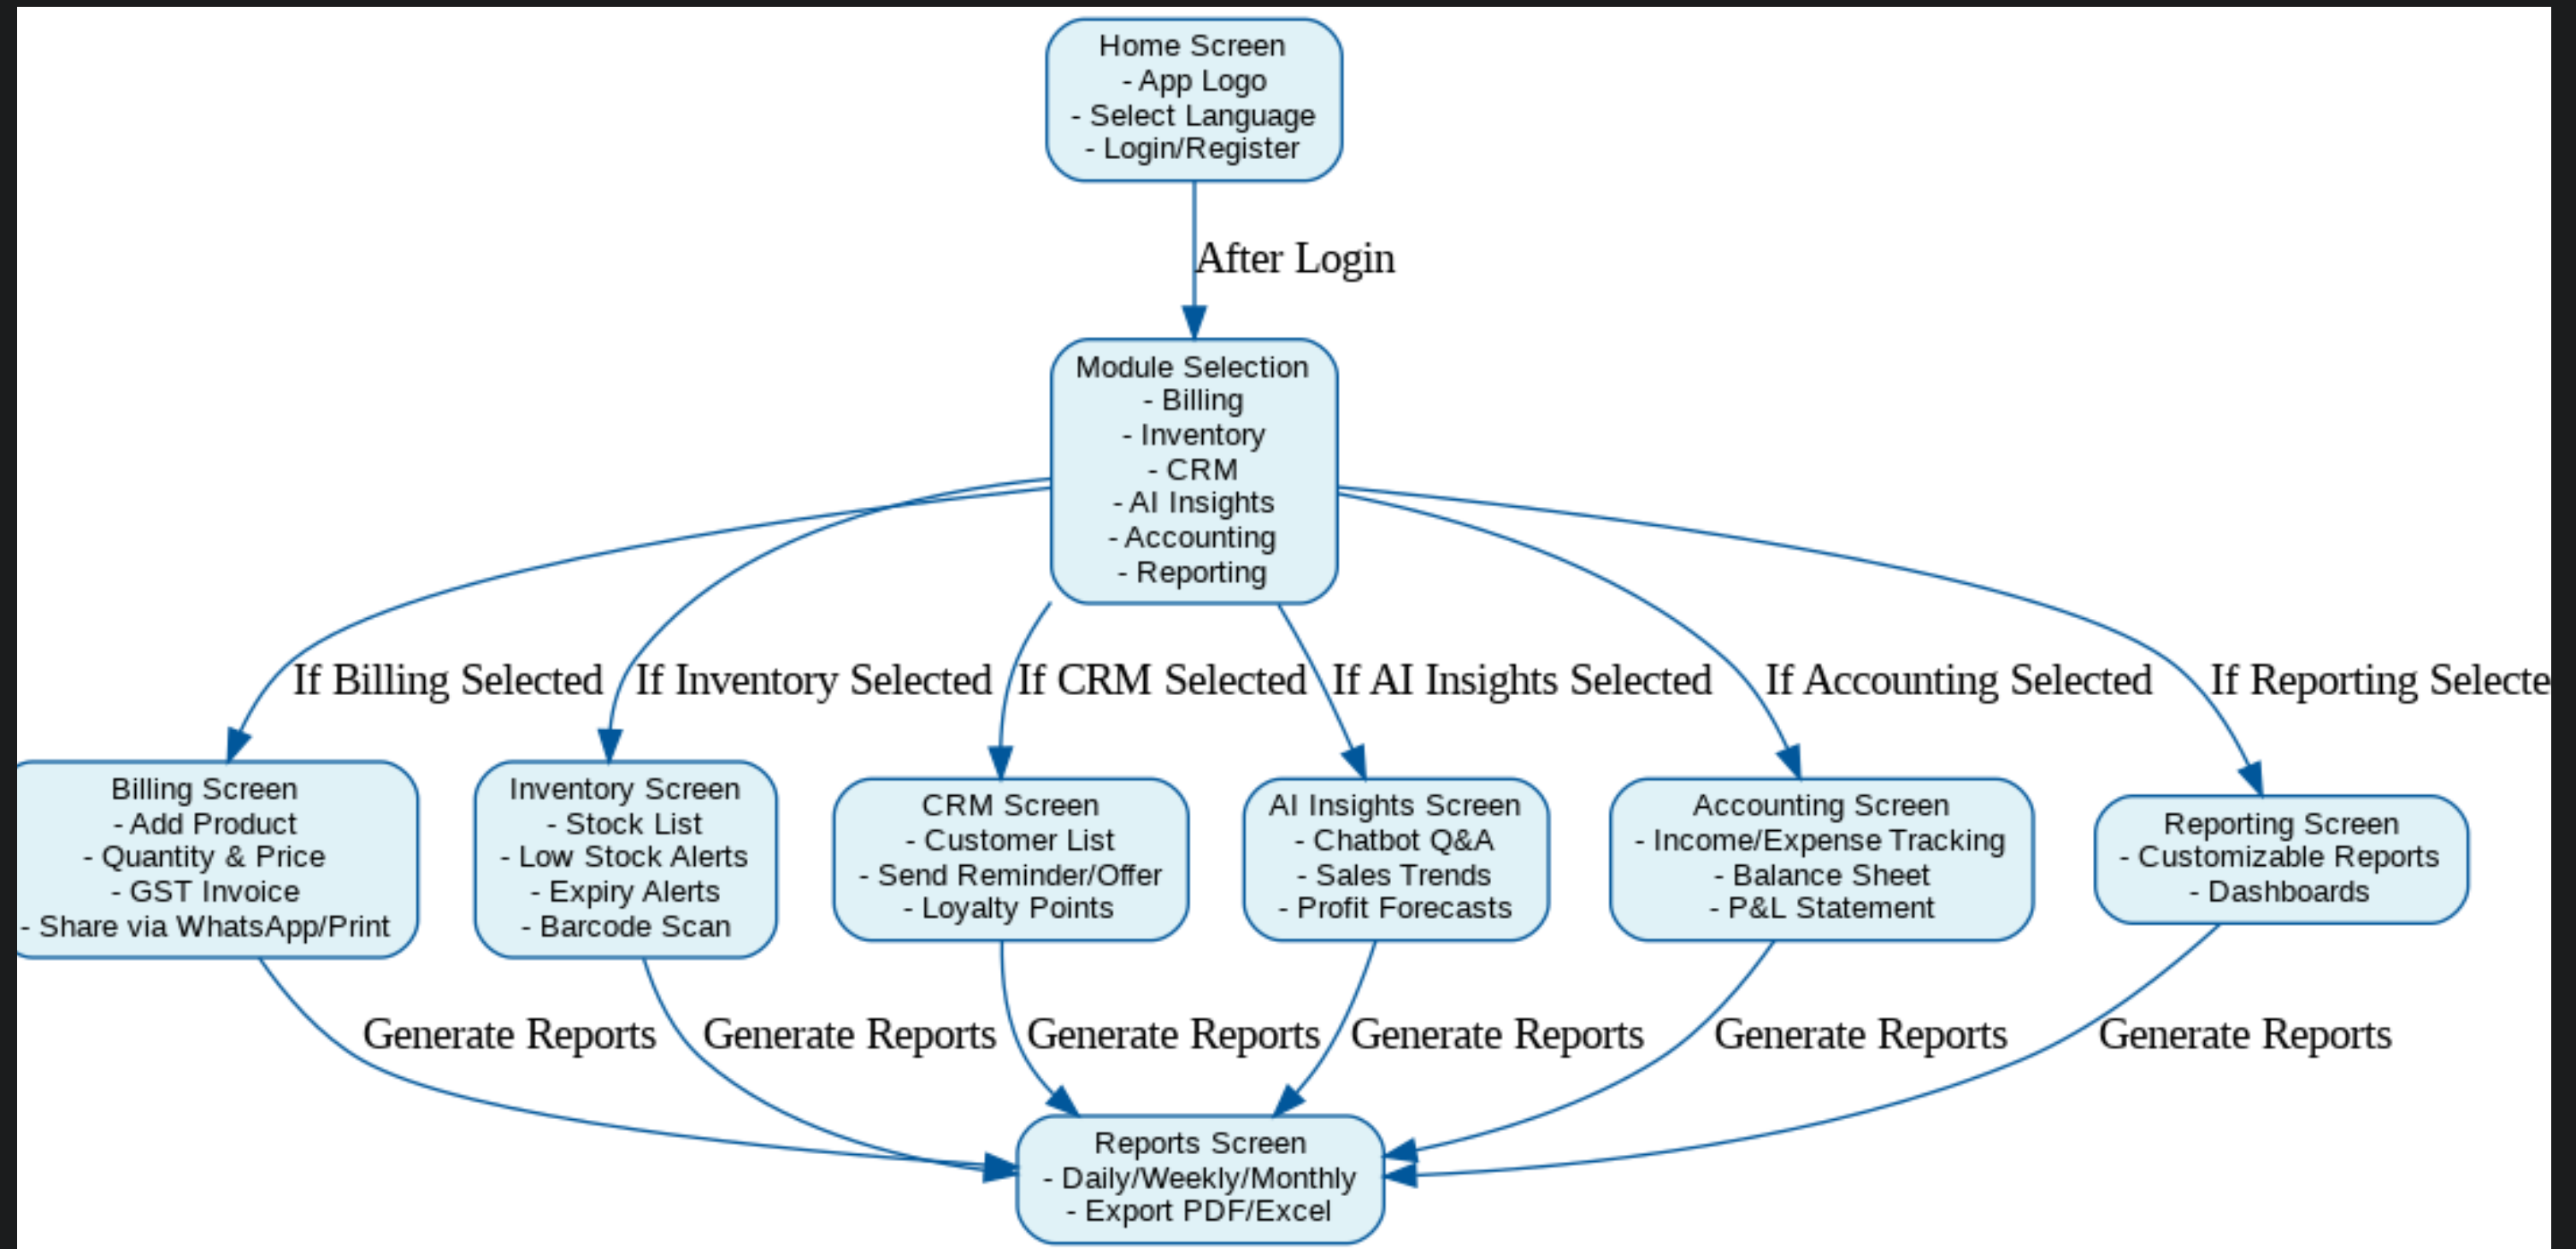 Home Screen
- App Logo
- Select Language
- Login/Register
After Login
Module Selection
- Billing
- Inventory
- CRM
- AI Insights
- Accounting
- Reporting
If Billing Selected
If Inventory Selected
If CRM Selected
If AI Insights Selected
If Accounting Selected
If Reporting Selecte
Billing Screen
- Add Product
- Quantity & Price
- GST Invoice
- Share via WhatsApp/Print
Inventory Screen
- Stock List
- Low Stock Alerts
- Expiry Alerts
- Barcode Scan
CRM Screen
- Customer List
- Send Reminder/Offer
- Loyalty Points
AI Insights Screen
- Chatbot Q&A
- Sales Trends
- Profit Forecasts
Accounting Screen
- Income/Expense Tracking
- Balance Sheet
- P&L Statement
Reporting Screen
- Customizable Reports
- Dashboards
Generate Reports
Generate Reports
Generate Reports
Generate Reports
Generate Reports
Generate Reports
Reports Screen
- Daily/Weekly/Monthly
- Export PDF/Excel